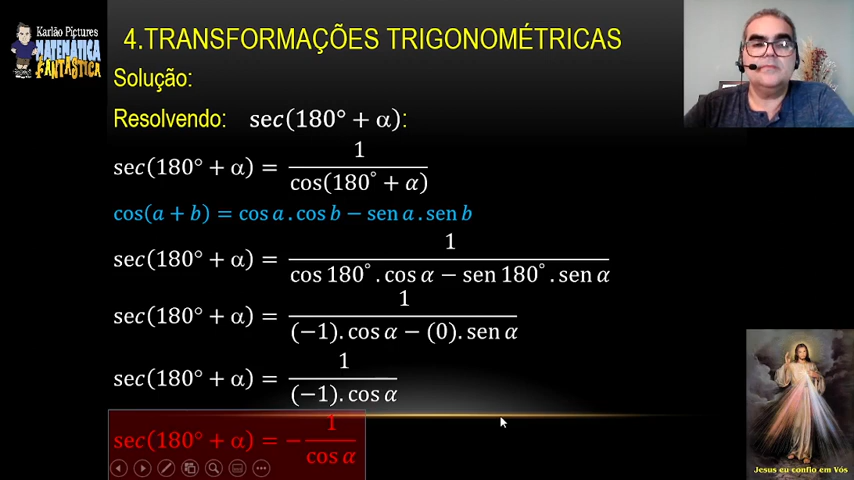 Karlão Pictures
MATEMÁTICA
FANTÁSTICA
4.TRANSFORMAÇÕES TRIGONOMÉTRICAS
Solução:
Resolvendo: sec(180° + α):
sec(180° + α) = 1 / cos(180° + α)
cos(a + b) = cos a . cos b − sen a . sen b
sec(180° + α) = 1 / cos 180° . cos α − sen 180° . sen α
sec(180° + α) = 1 / (−1). cos α − (0). sen α
sec(180° + α) = 1 / (−1). cos α
sec(180° + α) = − 1 / cos α
Jesus eu confio em Vós